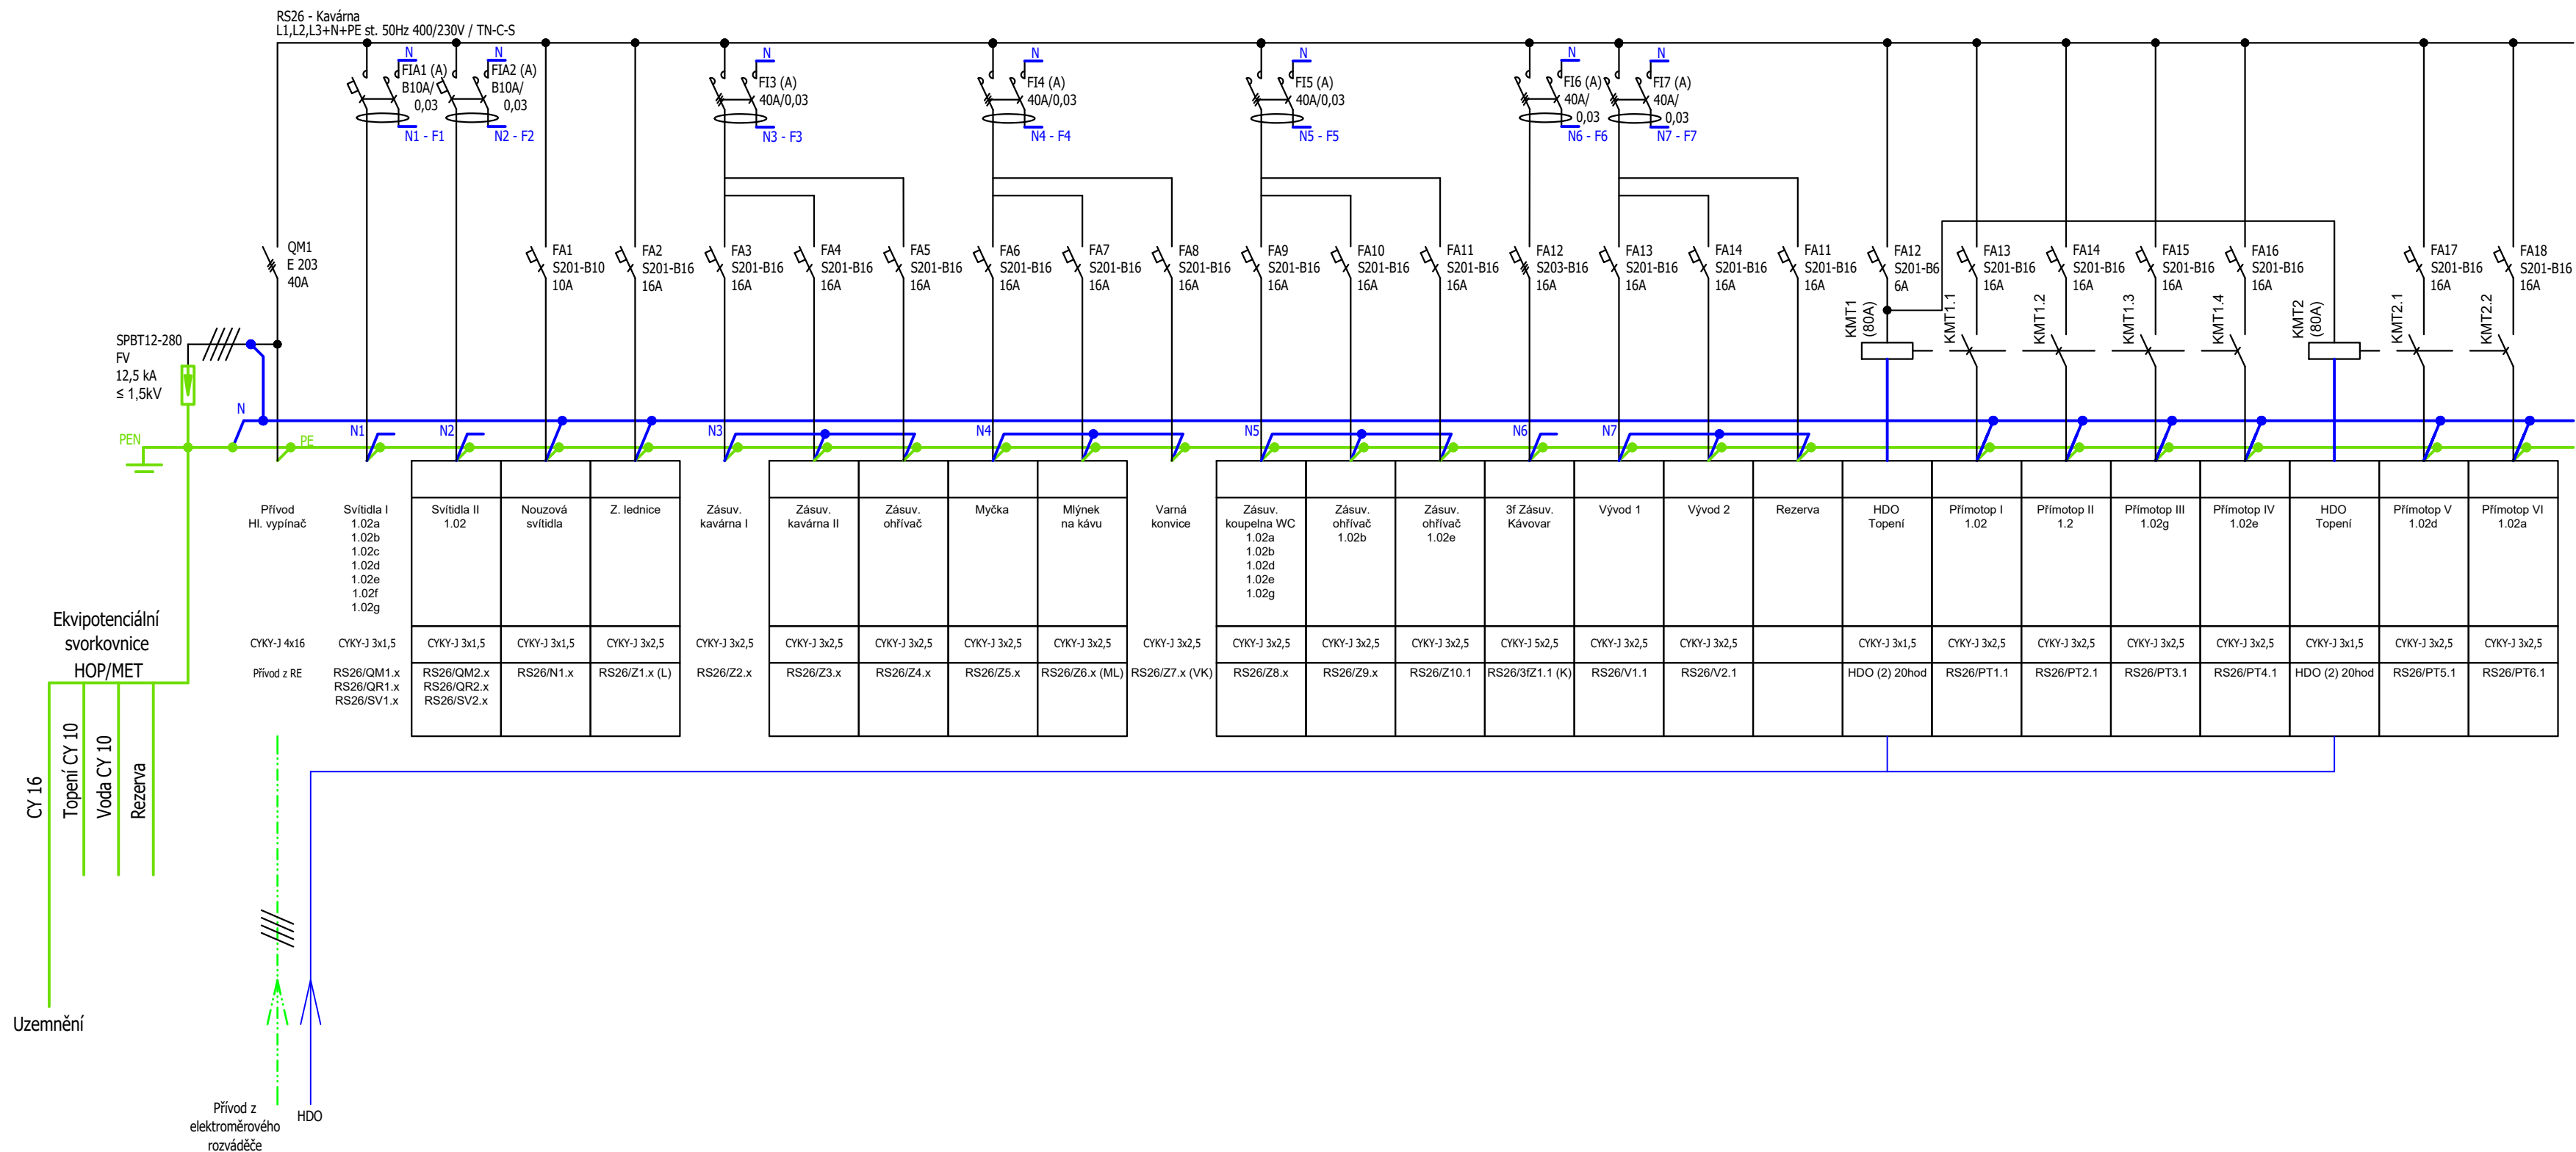 RS26 - Kavárna
L1,L2,L3+N+PE st. 50Hz 400/230V / TN-C-S
N
FIA1 (A)
B10A/
0,03
N1 - F1
N
FIA2 (A)
B10A/
0,03
N2 - F2
N
FI3 (A)
40A/0,03
N3 - F3
N
FI4 (A)
40A/0,03
N4 - F4
N
FI5 (A)
40A/0,03
N5 - F5
N
FI6 (A)
40A/
0,03
N6 - F6
N
FI7 (A)
40A/
0,03
N7 - F7
QM1
E 203
40A
FA1
S201-B10
10A
FA2
S201-B16
16A
FA3
S201-B16
16A
FA4
S201-B16
16A
FA5
S201-B16
16A
FA6
S201-B16
16A
FA7
S201-B16
16A
FA8
S201-B16
16A
FA9
S201-B16
16A
FA10
S201-B16
16A
FA11
S201-B16
16A
FA12
S203-B16
16A
FA13
S201-B16
16A
FA14
S201-B16
16A
FA11
S201-B16
16A
FA12
S201-B6
6A
FA13
S201-B16
16A
FA14
S201-B16
16A
FA15
S201-B16
16A
FA16
S201-B16
16A
FA17
S201-B16
16A
FA18
S201-B16
16A
KMT1
(80A)
KMT1.1
KMT1.2
KMT1.3
KMT1.4
KMT2
(80A)
KMT2.1
KMT2.2
SPBT12-280
FV
12,5 kA
≤ 1,5kV
N
PEN
PE
N1
N2
N3
N4
N5
N6
N7
Přívod
Hl. vypínač
Svítidla I
1.02a
1.02b
1.02c
1.02d
1.02e
1.02f
1.02g
Svítidla II
1.02
Nouzová
svítidla
Z. lednice
Zásuv.
kavárna I
Zásuv.
kavárna II
Zásuv.
ohřívač
Myčka
Mlýnek
na kávu
Varná
konvice
Zásuv.
koupelna WC
1.02a
1.02b
1.02d
1.02e
1.02g
Zásuv.
ohřívač
1.02b
Zásuv.
ohřívač
1.02e
3f Zásuv.
Kávovar
Vývod 1
Vývod 2
Rezerva
HDO
Topení
Přímotop I
1.02
Přímotop II
1.2
Přímotop III
1.02g
Přímotop IV
1.02e
HDO
Topení
Přímotop V
1.02d
Přímotop VI
1.02a
CYKY-J 4x16
CYKY-J 3x1,5
CYKY-J 3x1,5
CYKY-J 3x1,5
CYKY-J 3x2,5
CYKY-J 3x2,5
CYKY-J 3x2,5
CYKY-J 3x2,5
CYKY-J 3x2,5
CYKY-J 3x2,5
CYKY-J 3x2,5
CYKY-J 3x2,5
CYKY-J 3x2,5
CYKY-J 3x2,5
CYKY-J 5x2,5
CYKY-J 3x2,5
CYKY-J 3x2,5
CYKY-J 3x1,5
CYKY-J 3x2,5
CYKY-J 3x2,5
CYKY-J 3x2,5
CYKY-J 3x2,5
CYKY-J 3x1,5
CYKY-J 3x2,5
CYKY-J 3x2,5
Přívod z RE
RS26/QM1.x
RS26/QR1.x
RS26/SV1.x
RS26/QM2.x
RS26/QR2.x
RS26/SV2.x
RS26/N1.x
RS26/Z1.x (L)
RS26/Z2.x
RS26/Z3.x
RS26/Z4.x
RS26/Z5.x
RS26/Z6.x (ML)
RS26/Z7.x (VK)
RS26/Z8.x
RS26/Z9.x
RS26/Z10.1
RS26/3fZ1.1 (K)
RS26/V1.1
RS26/V2.1
HDO (2) 20hod
RS26/PT1.1
RS26/PT2.1
RS26/PT3.1
RS26/PT4.1
HDO (2) 20hod
RS26/PT5.1
RS26/PT6.1
Ekvipotenciální
svorkovnice
HOP/MET
CY 16
Topení CY 10
Voda CY 10
Rezerva
Uzemnění
Přívod z
elektroměrového
rozváděče
HDO